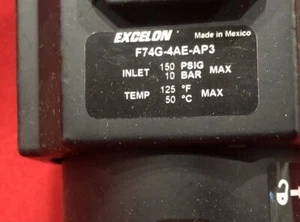 EXCELON Made in Mexico
F74G-4AE-AP3
INLET 150 PSIG MAX
10 BAR
TEMP 125 °F MAX
50 °C